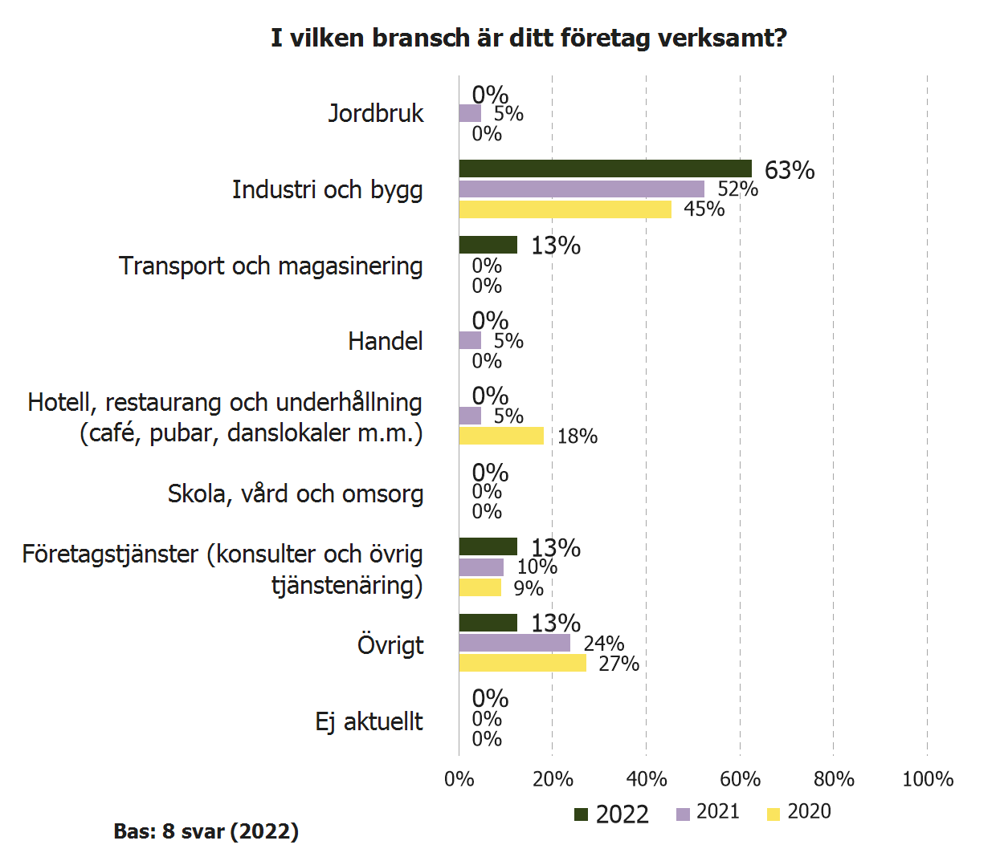 I vilken bransch är ditt företag verksamt?
Jordbruk
0%
5%
0%
Industri och bygg
63%
52%
45%
Transport och magasinering
13%
0%
0%
Handel
0%
5%
0%
Hotell, restaurang och underhållning
(café, pubar, danslokaler m.m.)
0%
5%
18%
Skola, vård och omsorg
0%
0%
0%
Företagstjänster (konsulter och övrig
tjänstenäring)
13%
10%
9%
Övrigt
13%
24%
27%
Ej aktuellt
0%
0%
0%
0% 20% 40% 60% 80% 100%
2022 2021 2020
Bas: 8 svar (2022)